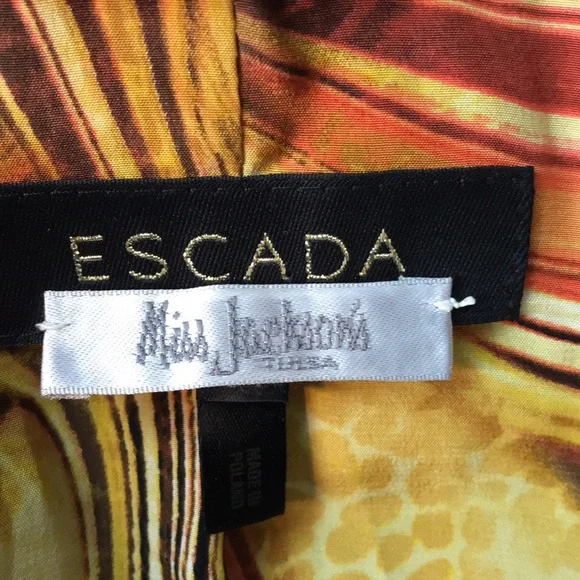 ESCADA
Miss Jackson's
TULSA
MADE IN
POLAND